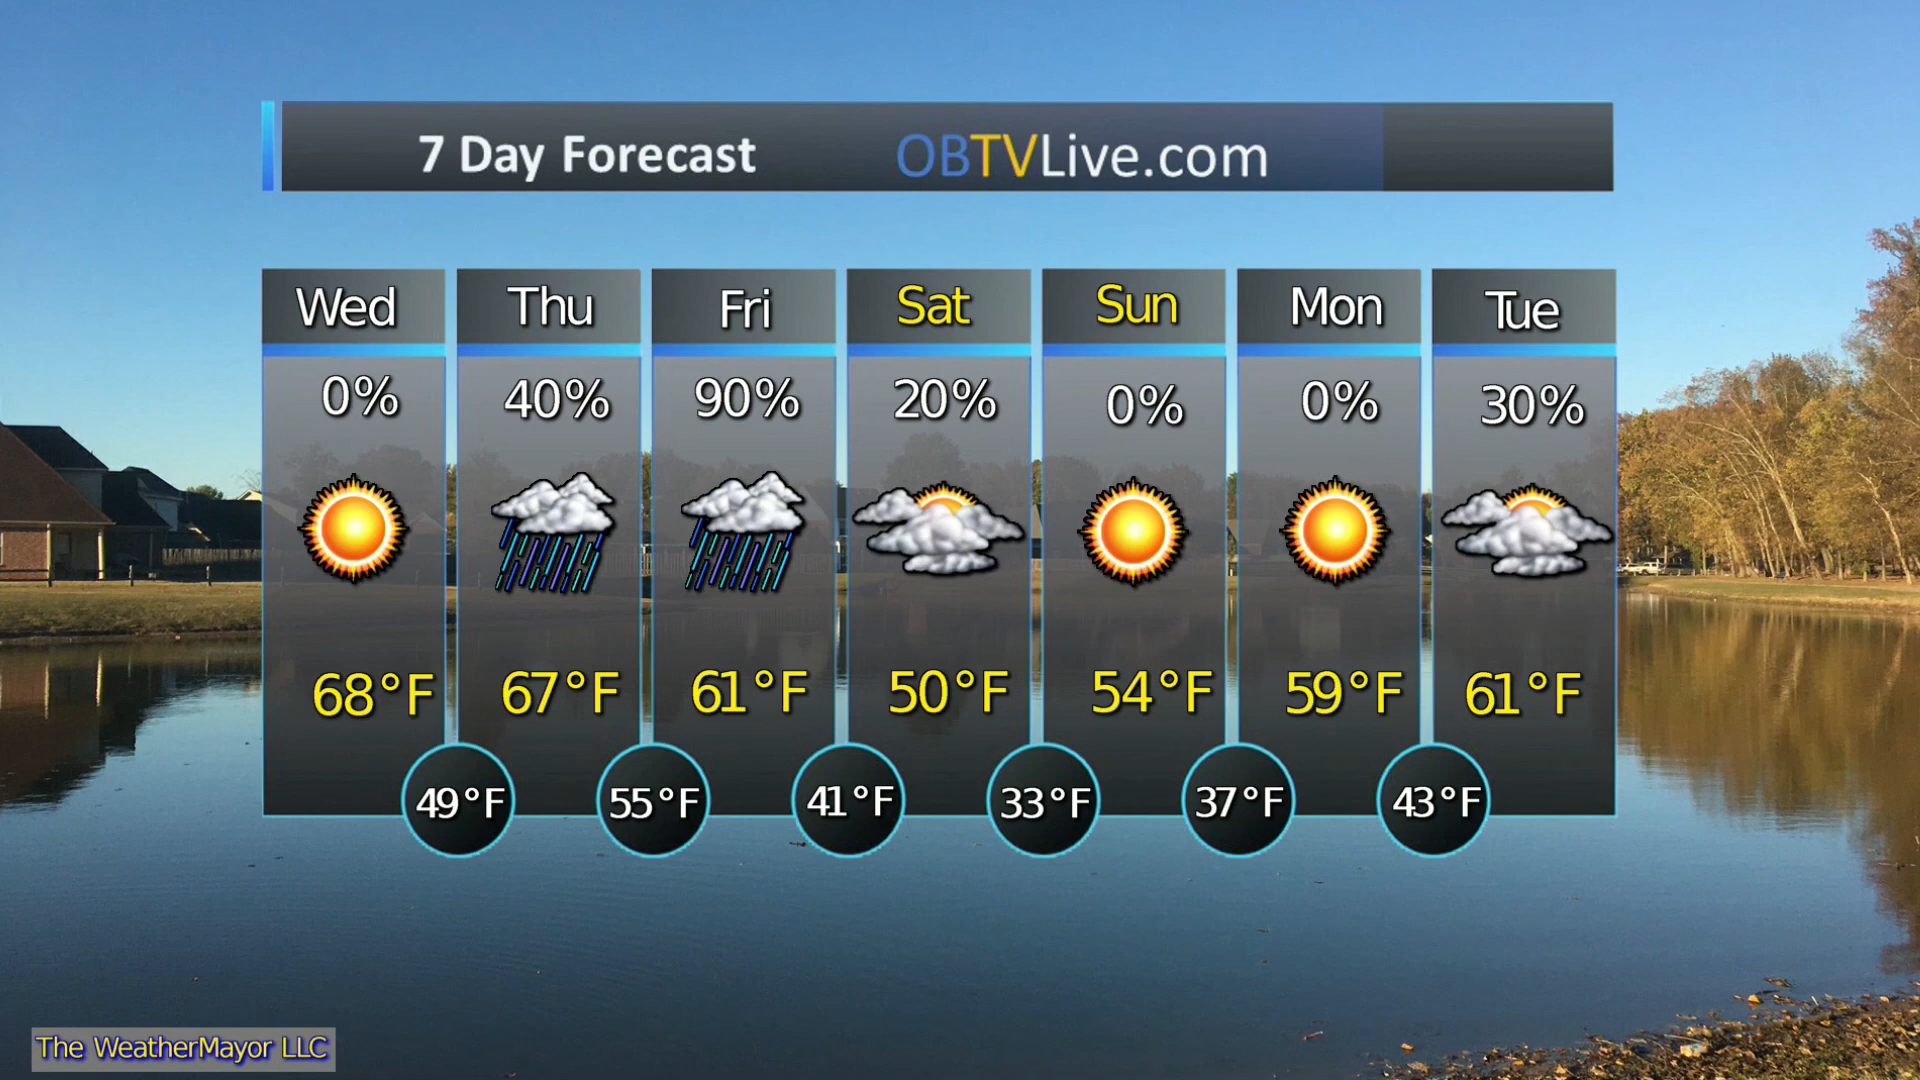 7 Day Forecast OBTVLive.com
Wed Thu Fri Sat Sun Mon Tue
0% 40% 90% 20% 0% 0% 30%
68°F 67°F 61°F 50°F 54°F 59°F 61°F
49°F 55°F 41°F 33°F 37°F 43°F
The WeatherMayor LLC